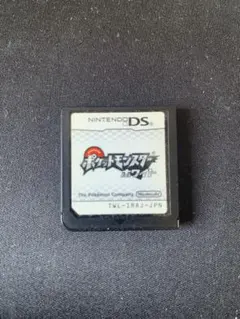 NINTENDO DS
ポケットモンスター
ホワイト
The Pokémon Company
Nintendo
TWL-IRAJ-JPN